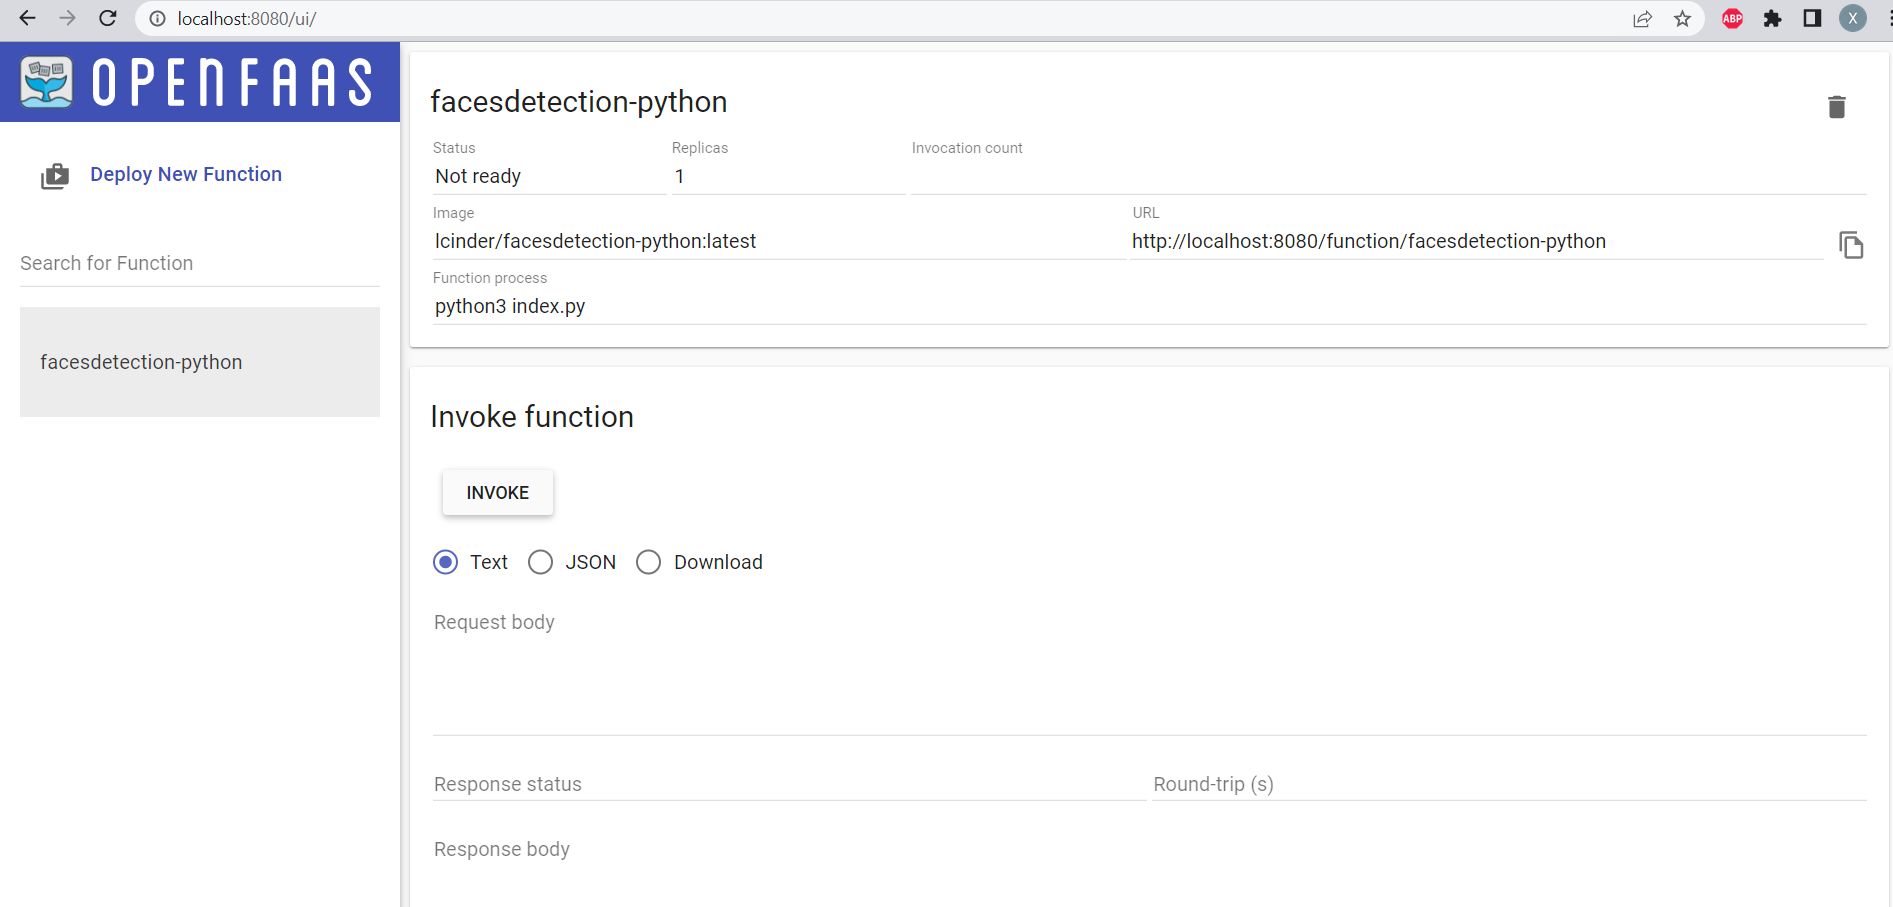 localhost:8080/ui/
ABP
X
OPENFAAS
Deploy New Function
Search for Function
facesdetection-python
facesdetection-python
Status
Replicas
Invocation count
Not ready
1
Image
URL
lcinder/facesdetection-python:latest
http://localhost:8080/function/facesdetection-python
Function process
python3 index.py
Invoke function
INVOKE
Text
JSON
Download
Request body
Response status
Round-trip (s)
Response body